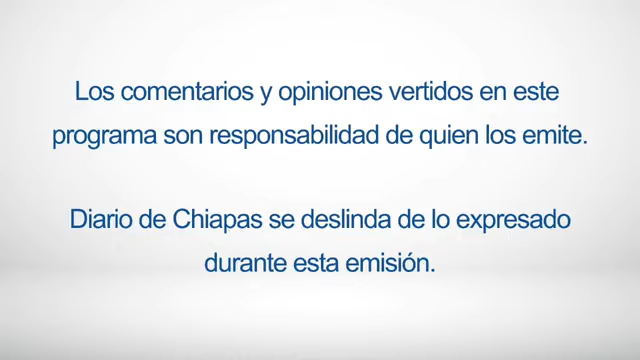 Los comentarios y opiniones vertidos en este
programa son responsabilidad de quien los emite.
Diario de Chiapas se deslinda de lo expresado
durante esta emisión.